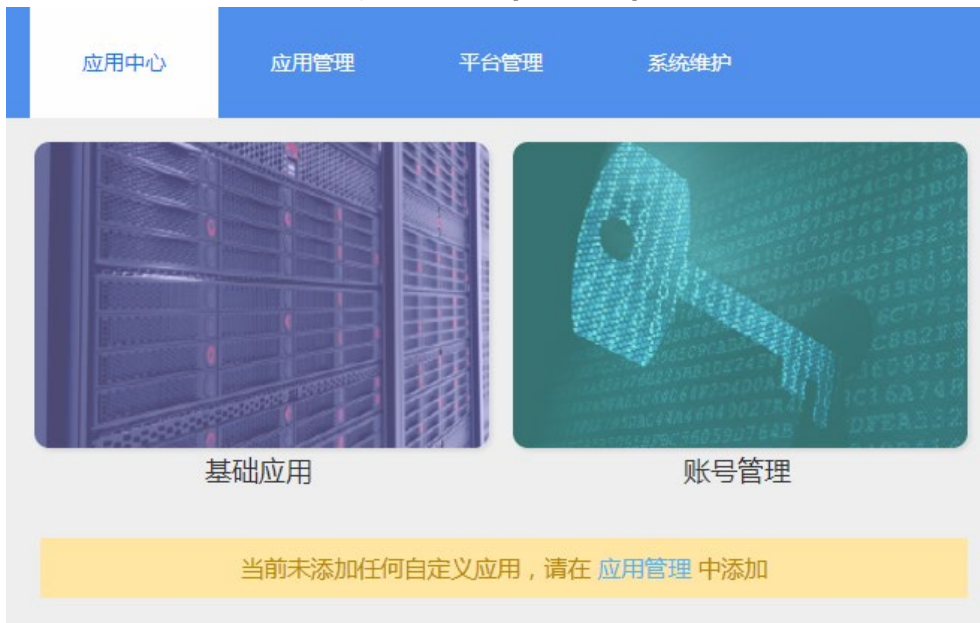 应用中心 应用管理 平台管理 系统维护
基础应用 账号管理
当前未添加任何自定义应用，请在 应用管理 中添加